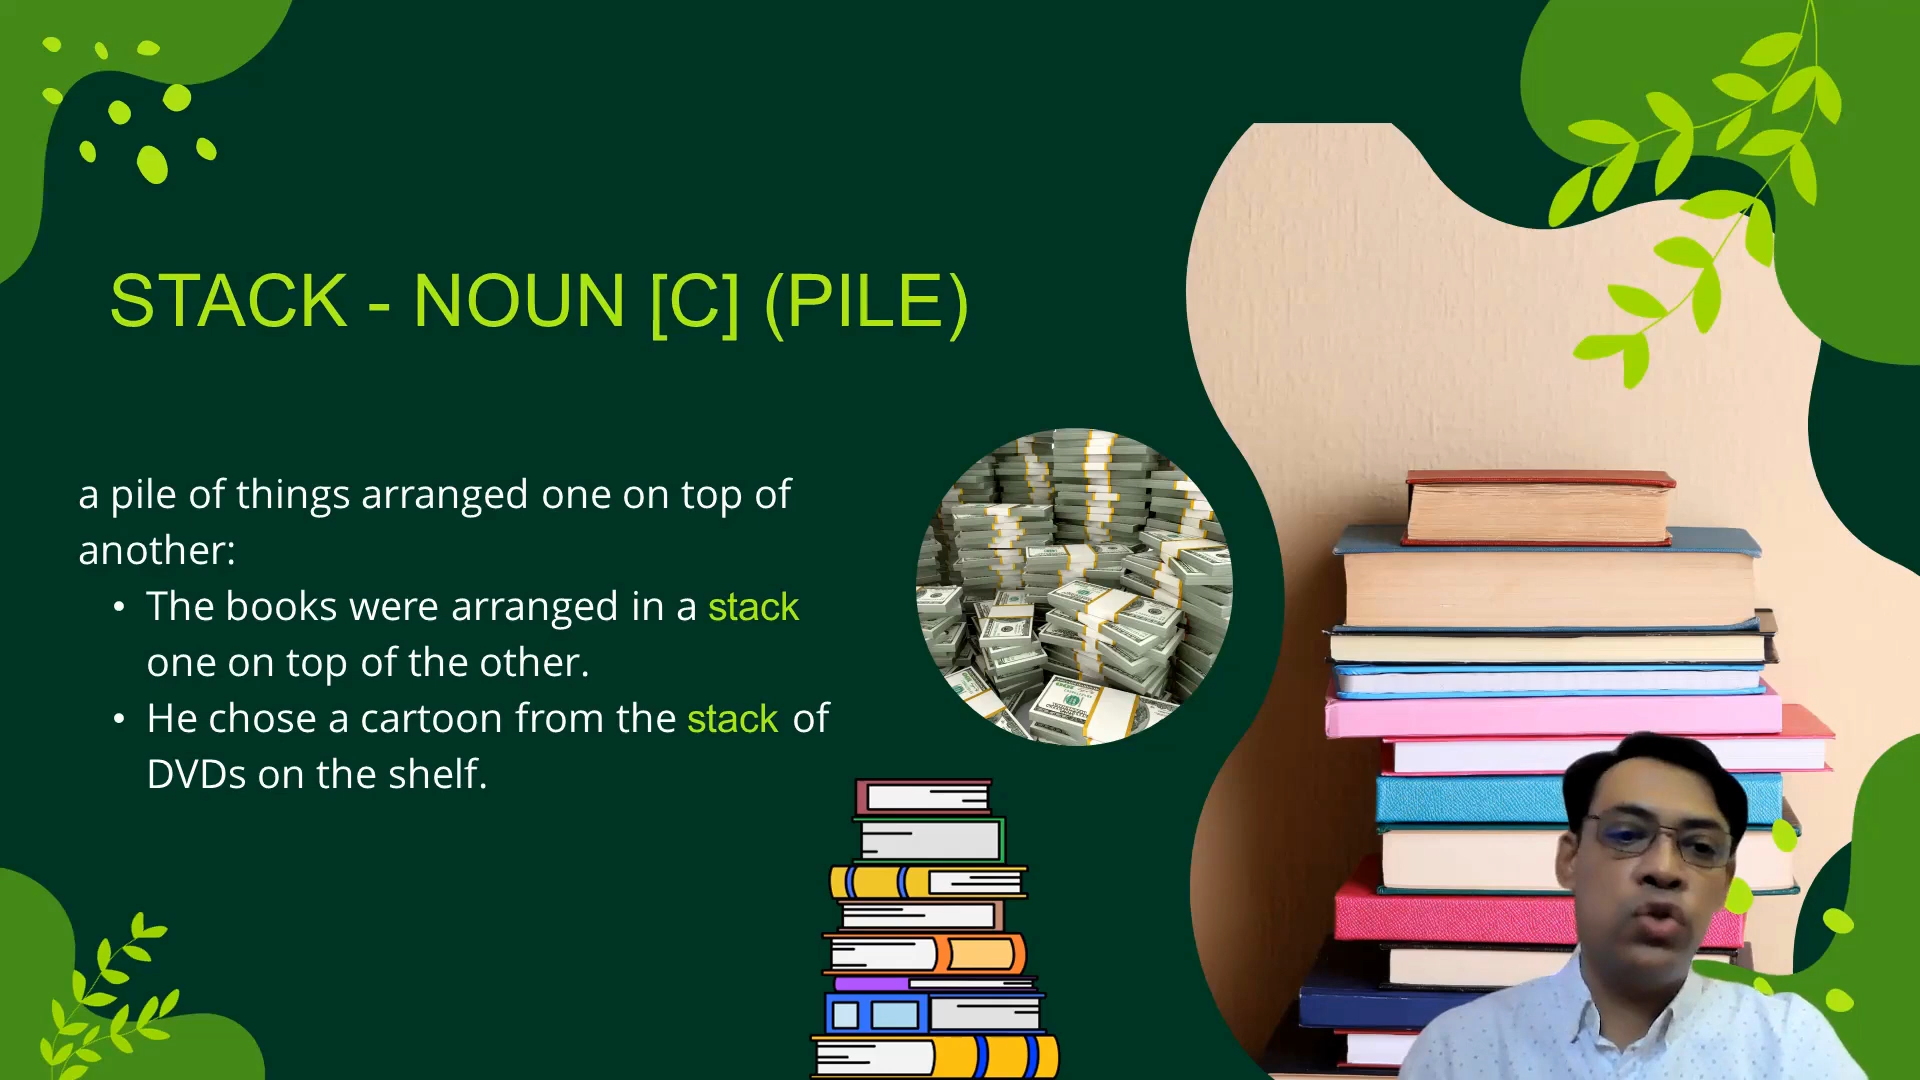 STACK - NOUN [C] (PILE)
a pile of things arranged one on top of
another:
• The books were arranged in a stack
one on top of the other.
• He chose a cartoon from the stack of
DVDs on the shelf.